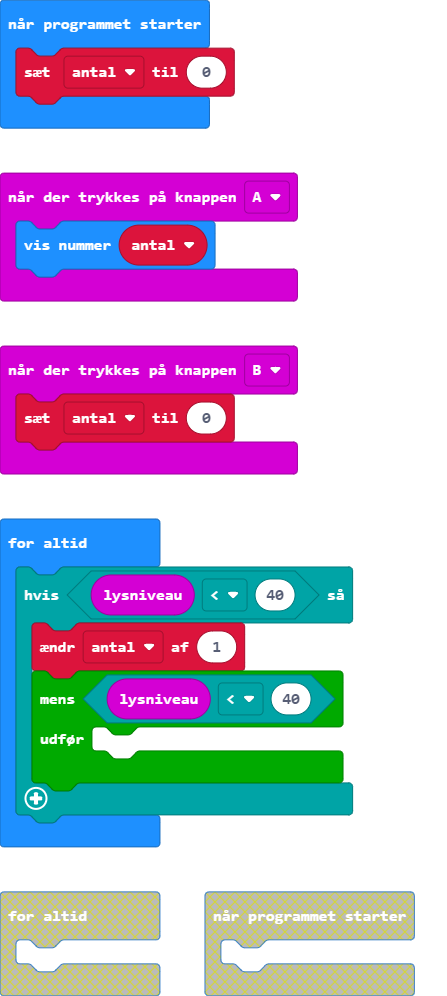 når programmet starter
sæt antal til 0
når der trykkes på knappen A
vis nummer antal
når der trykkes på knappen B
sæt antal til 0
for altid
hvis lysniveau < 40 så
ændr antal af 1
mens lysniveau < 40
udfør
for altid når programmet starter